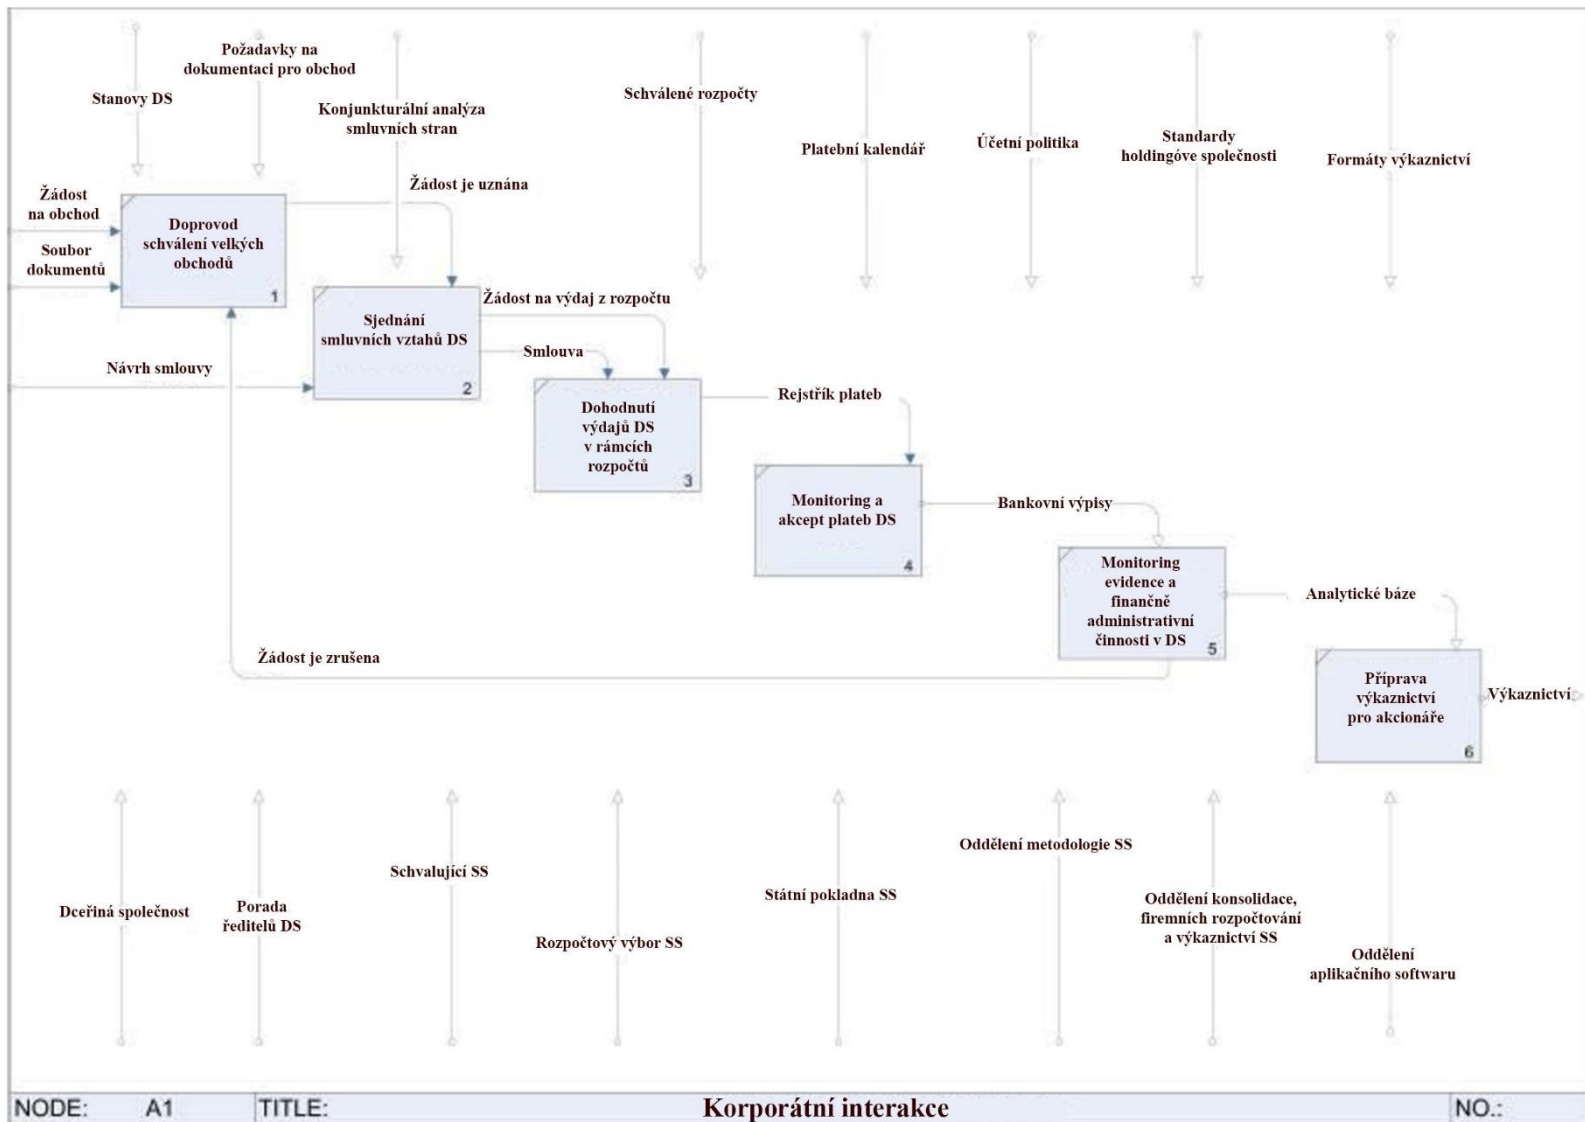 Stanovy DS
Požadavky na
dokumentaci pro obchod
Konjunkturální analýza
smluvních stran
Schválené rozpočty
Platební kalendář
Účetní politika
Standardy
holdingóve společnosti
Formáty výkaznictví
Žádost
na obchod
Soubor
dokumentů
Doprovod
schválení velkých
obchodů
1
Žádost je uznána
Návrh smlouvy
Sjednání
smluvních vztahů DS
2
Žádost na výdaj z rozpočtu
Smlouva
Dohodnutí
výdajů DS
v rámcích
rozpočtů
3
Rejstřík plateb
Monitoring a
akcept plateb DS
4
Bankovní výpisy
Monitoring
evidence a
finančně
administrativní
činnosti v DS
5
Analytické báze
Žádost je zrušena
Příprava
výkaznictví
pro akcionáře
6
Výkaznictví
Dceřiná společnost
Porada
ředitelů DS
Schvalující SS
Rozpočtový výbor SS
Státní pokladna SS
Oddělení metodologie SS
Oddělení konsolidace,
firemních rozpočtování
a výkaznictví SS
Oddělení
aplikačního softwaru
NODE: A1 TITLE: Korporátní interakce NO.: